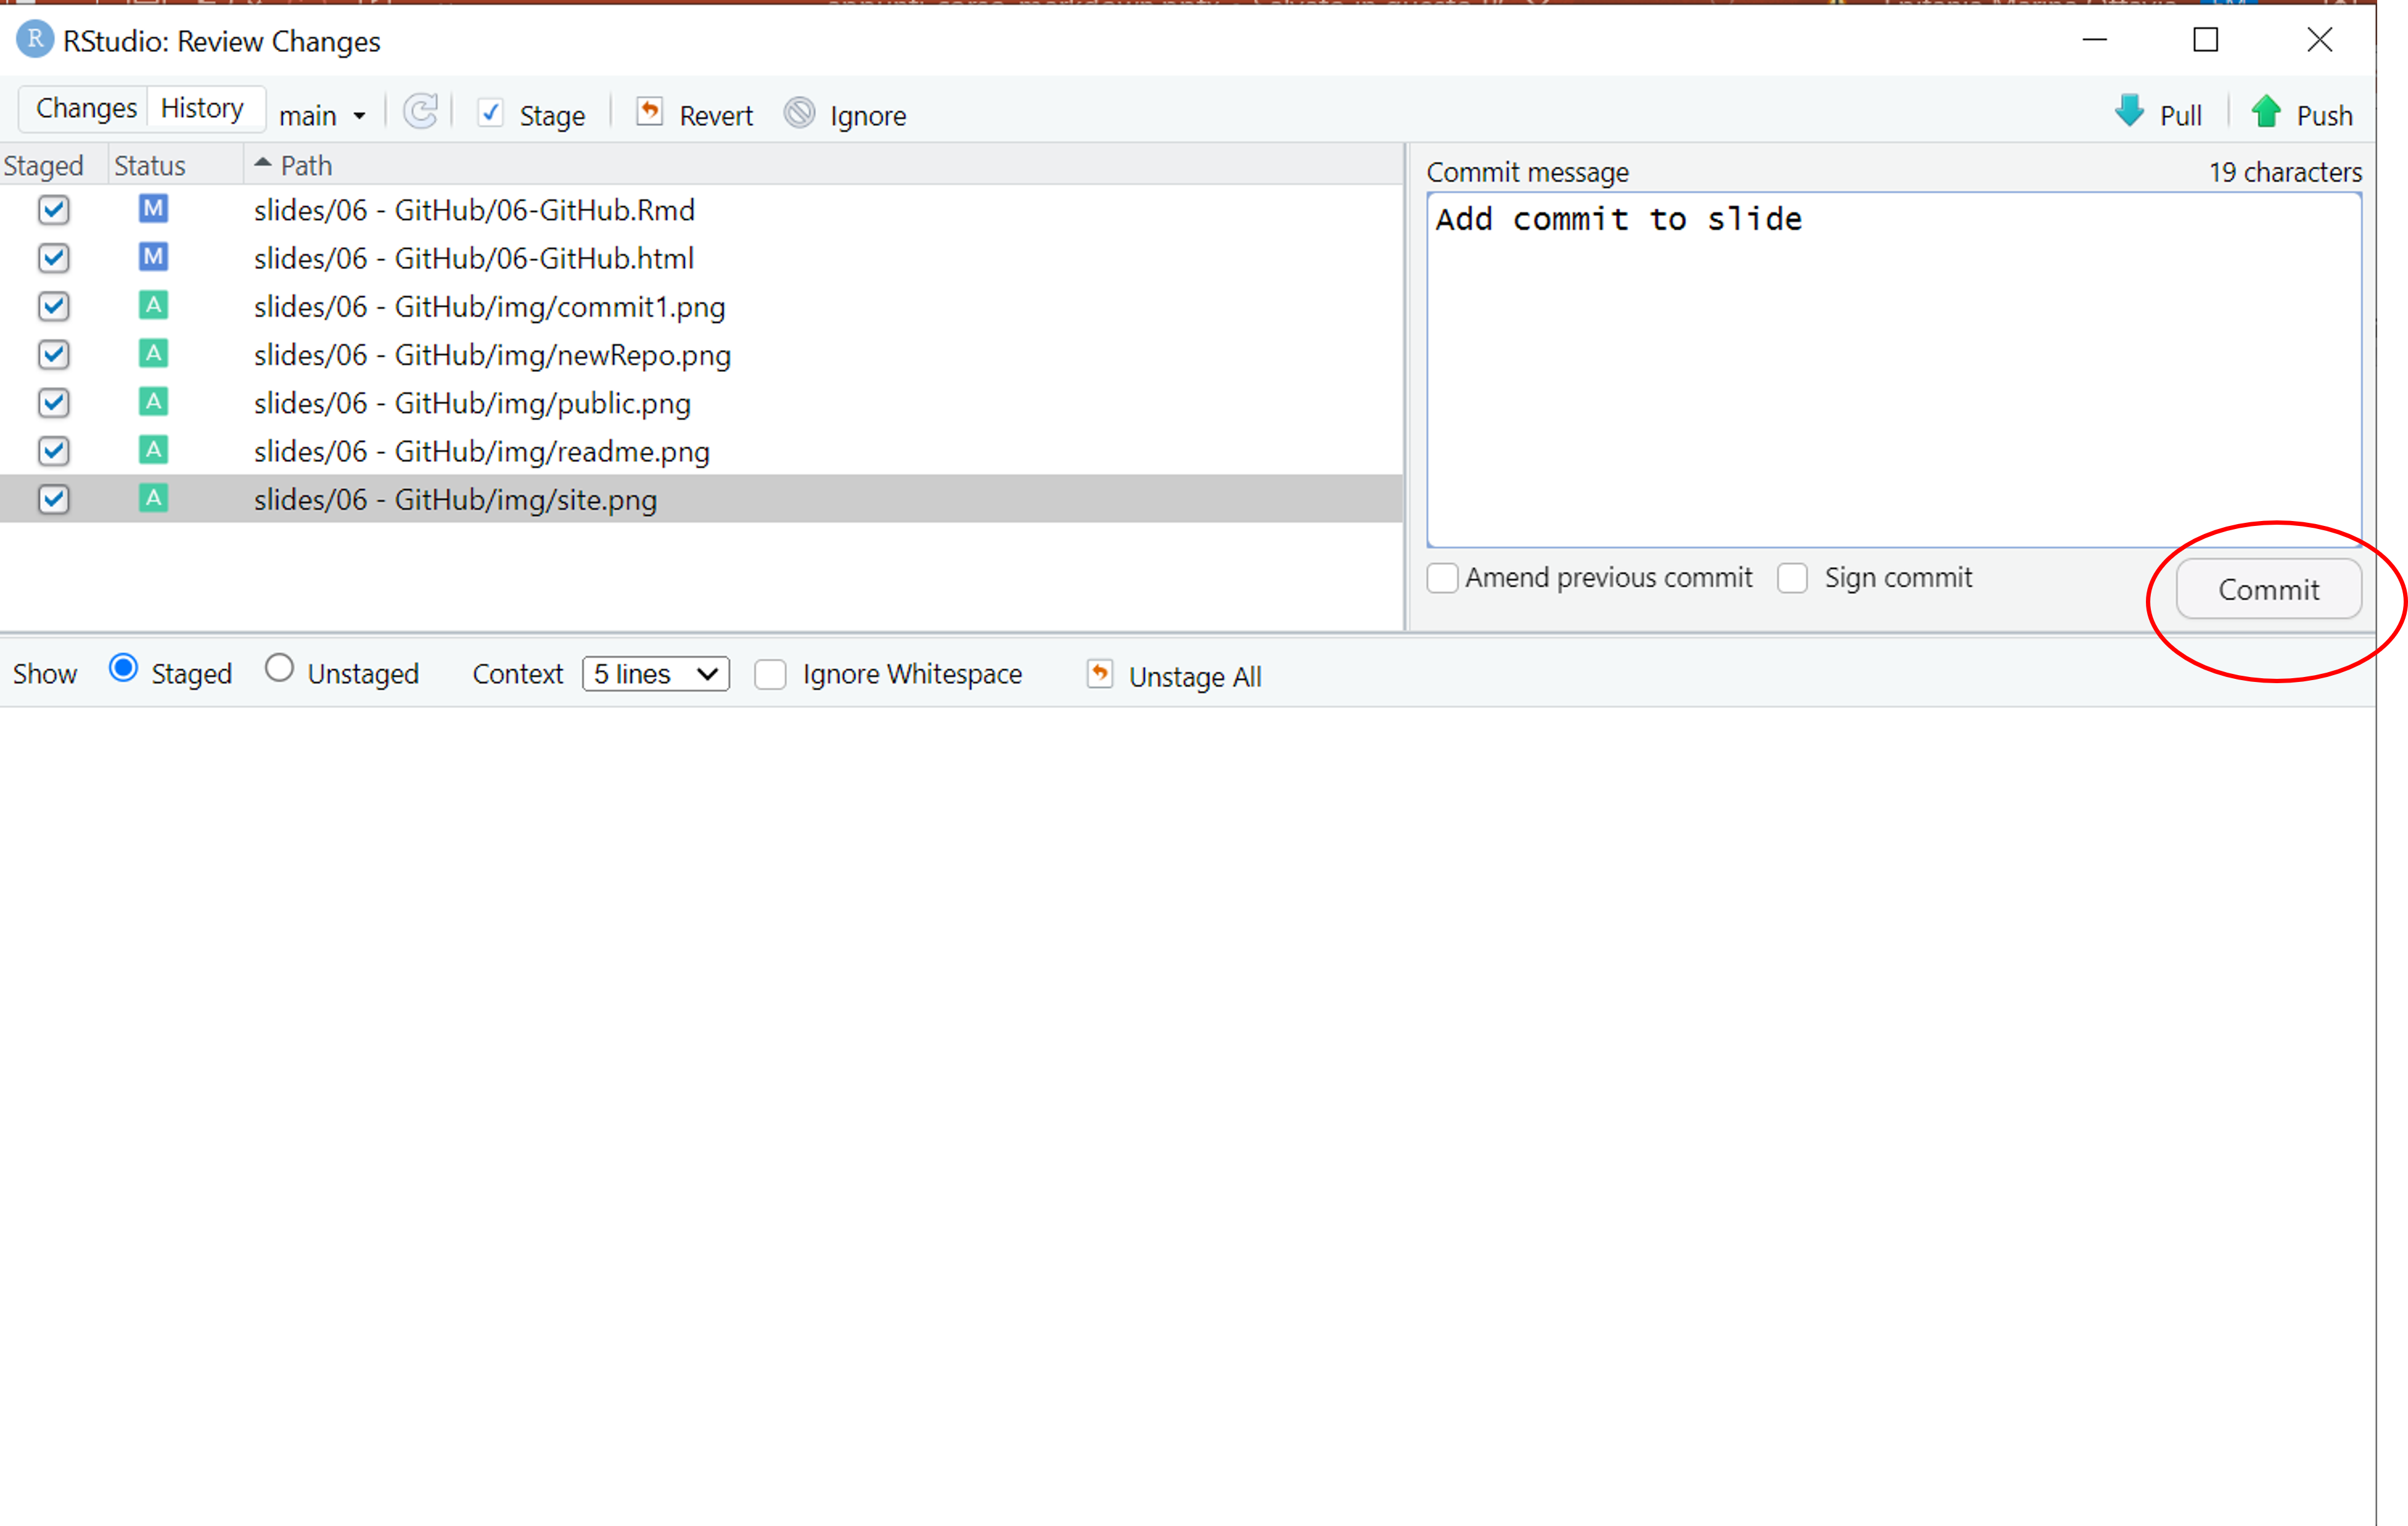 R RStudio: Review Changes
Changes History main Stage Revert Ignore Pull Push
Staged Status Path
M slides/06 - GitHub/06-GitHub.Rmd
M slides/06 - GitHub/06-GitHub.html
A slides/06 - GitHub/img/commit1.png
A slides/06 - GitHub/img/newRepo.png
A slides/06 - GitHub/img/public.png
A slides/06 - GitHub/img/readme.png
A slides/06 - GitHub/img/site.png
Commit message 19 characters
Add commit to slide
Amend previous commit Sign commit Commit
Show Staged Unstaged Context 5 lines Ignore Whitespace Unstage All